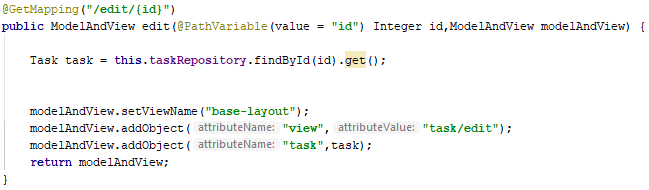 @GetMapping("/edit/{id}")
public ModelAndView edit(@PathVariable(value = "id") Integer id,ModelAndView modelAndView) {
Task task = this.taskRepository.findById(id).get();
modelAndView.setViewName("base-layout");
modelAndView.addObject( attributeName: "view", attributeValue: "task/edit");
modelAndView.addObject( attributeName: "task",task);
return modelAndView;
}